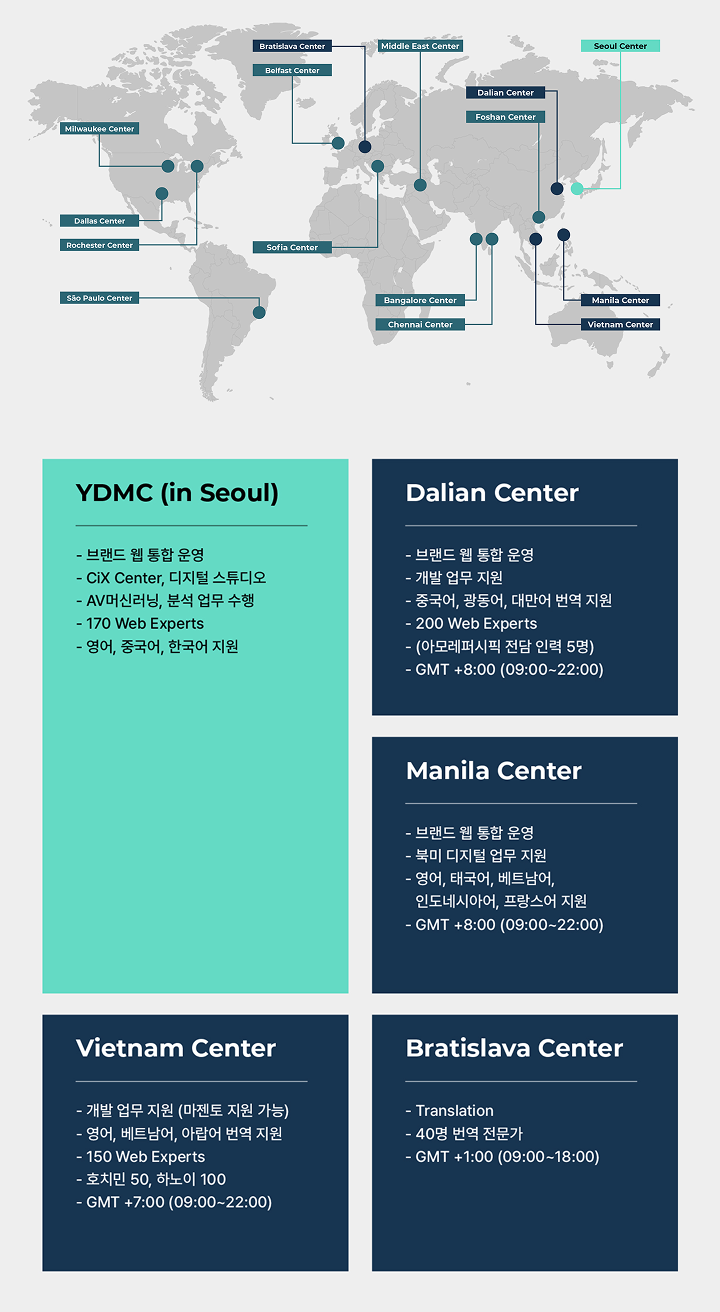 Bratislava Center
Middle East Center
Seoul Center
Belfast Center
Dalian Center
Foshan Center
Milwaukee Center
Dallas Center
Rochester Center
Sofia Center
São Paulo Center
Bangalore Center
Manila Center
Chennai Center
Vietnam Center
YDMC (in Seoul)
- 브랜드 웹 통합 운영
- CiX Center, 디지털 스튜디오
- AV머신러닝, 분석 업무 수행
- 170 Web Experts
- 영어, 중국어, 한국어 지원
Dalian Center
- 브랜드 웹 통합 운영
- 개발 업무 지원
- 중국어, 광동어, 대만어 번역 지원
- 200 Web Experts
- (아모레퍼시픽 전담 인력 5명)
- GMT +8:00 (09:00~22:00)
Manila Center
- 브랜드 웹 통합 운영
- 북미 디지털 업무 지원
- 영어, 태국어, 베트남어,
인도네시아어, 프랑스어 지원
- GMT +8:00 (09:00~22:00)
Vietnam Center
- 개발 업무 지원 (마젠토 지원 가능)
- 영어, 베트남어, 아랍어 번역 지원
- 150 Web Experts
- 호치민 50, 하노이 100
- GMT +7:00 (09:00~22:00)
Bratislava Center
- Translation
- 40명 번역 전문가
- GMT +1:00 (09:00~18:00)